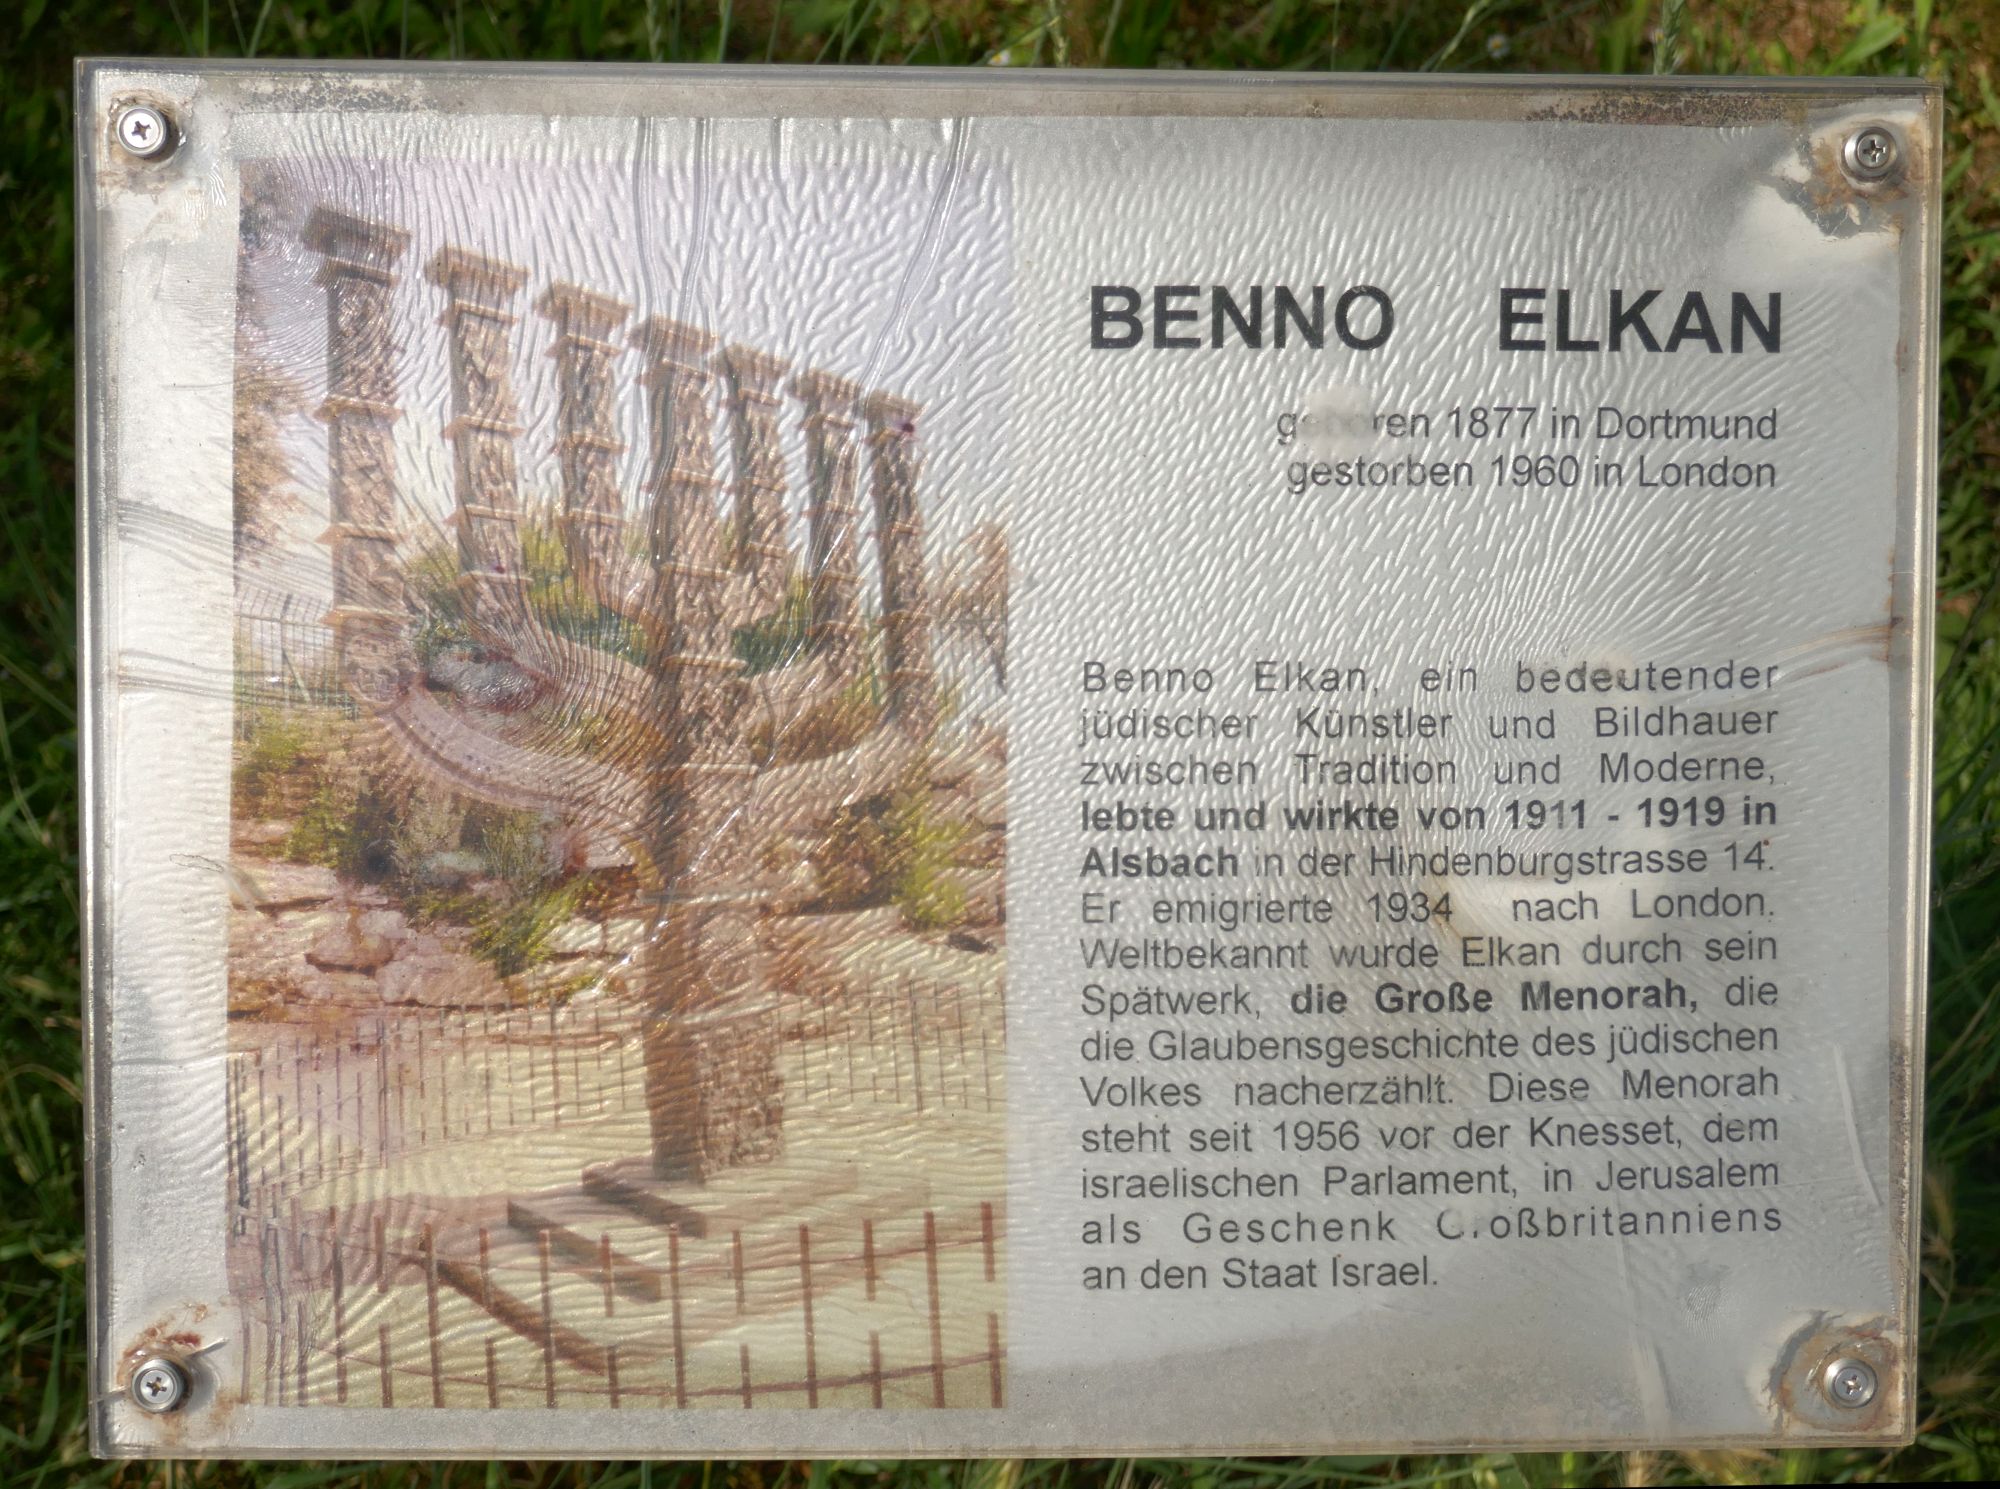 BENNO ELKAN
geboren 1877 in Dortmund
gestorben 1960 in London
Benno Elkan, ein bedeutender
jüdischer Künstler und Bildhauer
zwischen Tradition und Moderne,
lebte und wirkte von 1911 - 1919 in
Alsbach in der Hindenburgstrasse 14.
Er emigrierte 1934 nach London.
Weltbekannt wurde Elkan durch sein
Spätwerk, die Große Menorah, die
die Glaubensgeschichte des jüdischen
Volkes nacherzählt. Diese Menorah
steht seit 1956 vor der Knesset, dem
israelischen Parlament, in Jerusalem
als Geschenk Großbritanniens
an den Staat Israel.